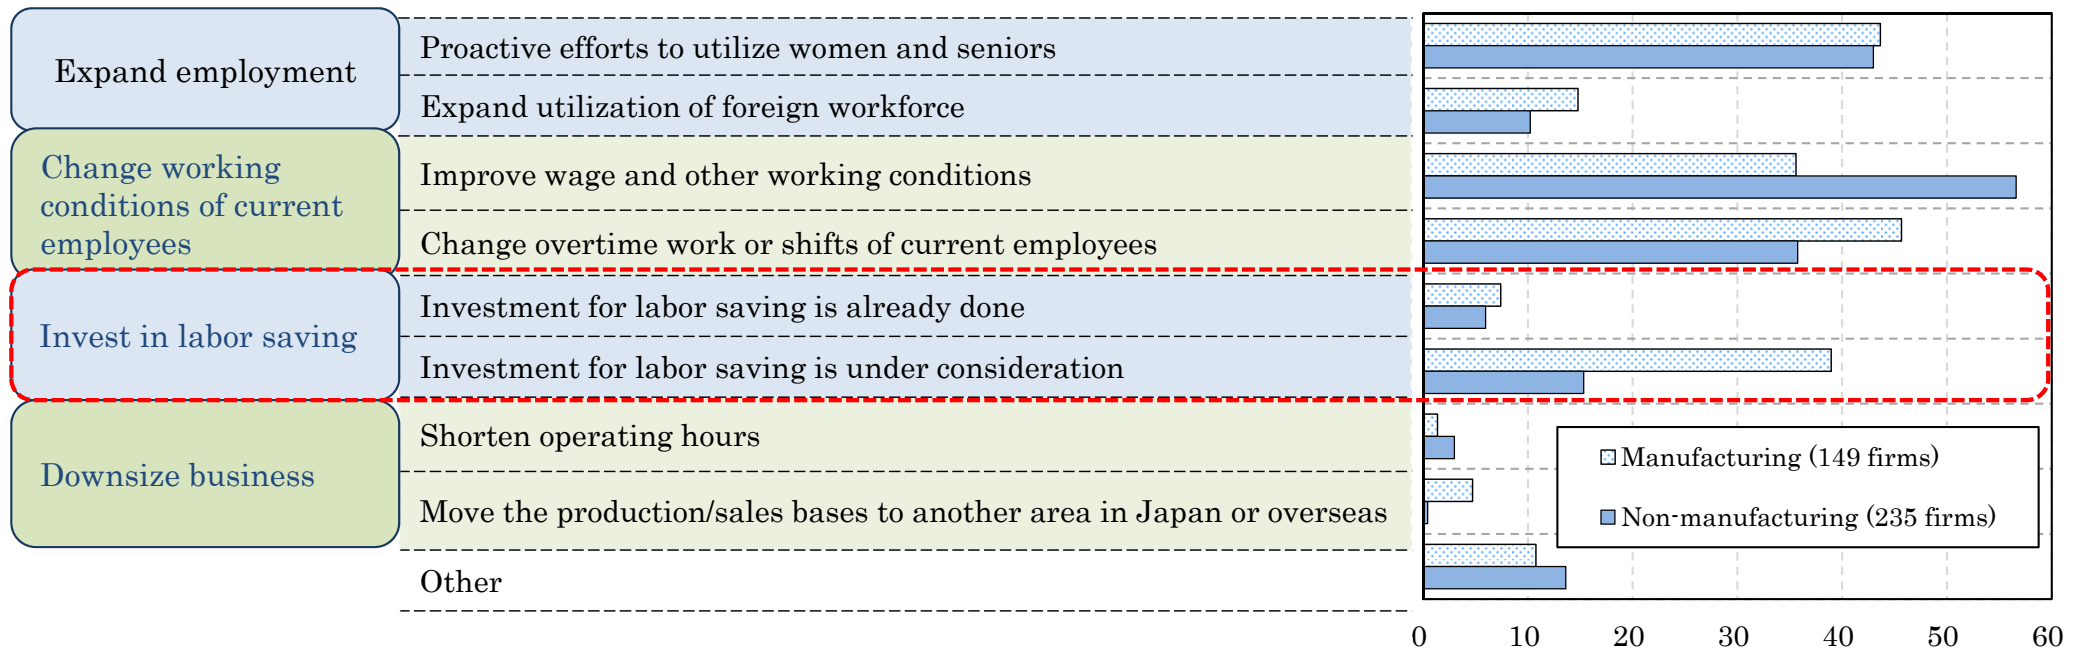 Expand employment
Proactive efforts to utilize women and seniors
Expand utilization of foreign workforce
Change working
conditions of current
employees
Improve wage and other working conditions
Change overtime work or shifts of current employees
Invest in labor saving
Investment for labor saving is already done
Investment for labor saving is under consideration
Downsize business
Shorten operating hours
Move the production/sales bases to another area in Japan or overseas
Other
Manufacturing (149 firms)
Non-manufacturing (235 firms)
0 10 20 30 40 50 60